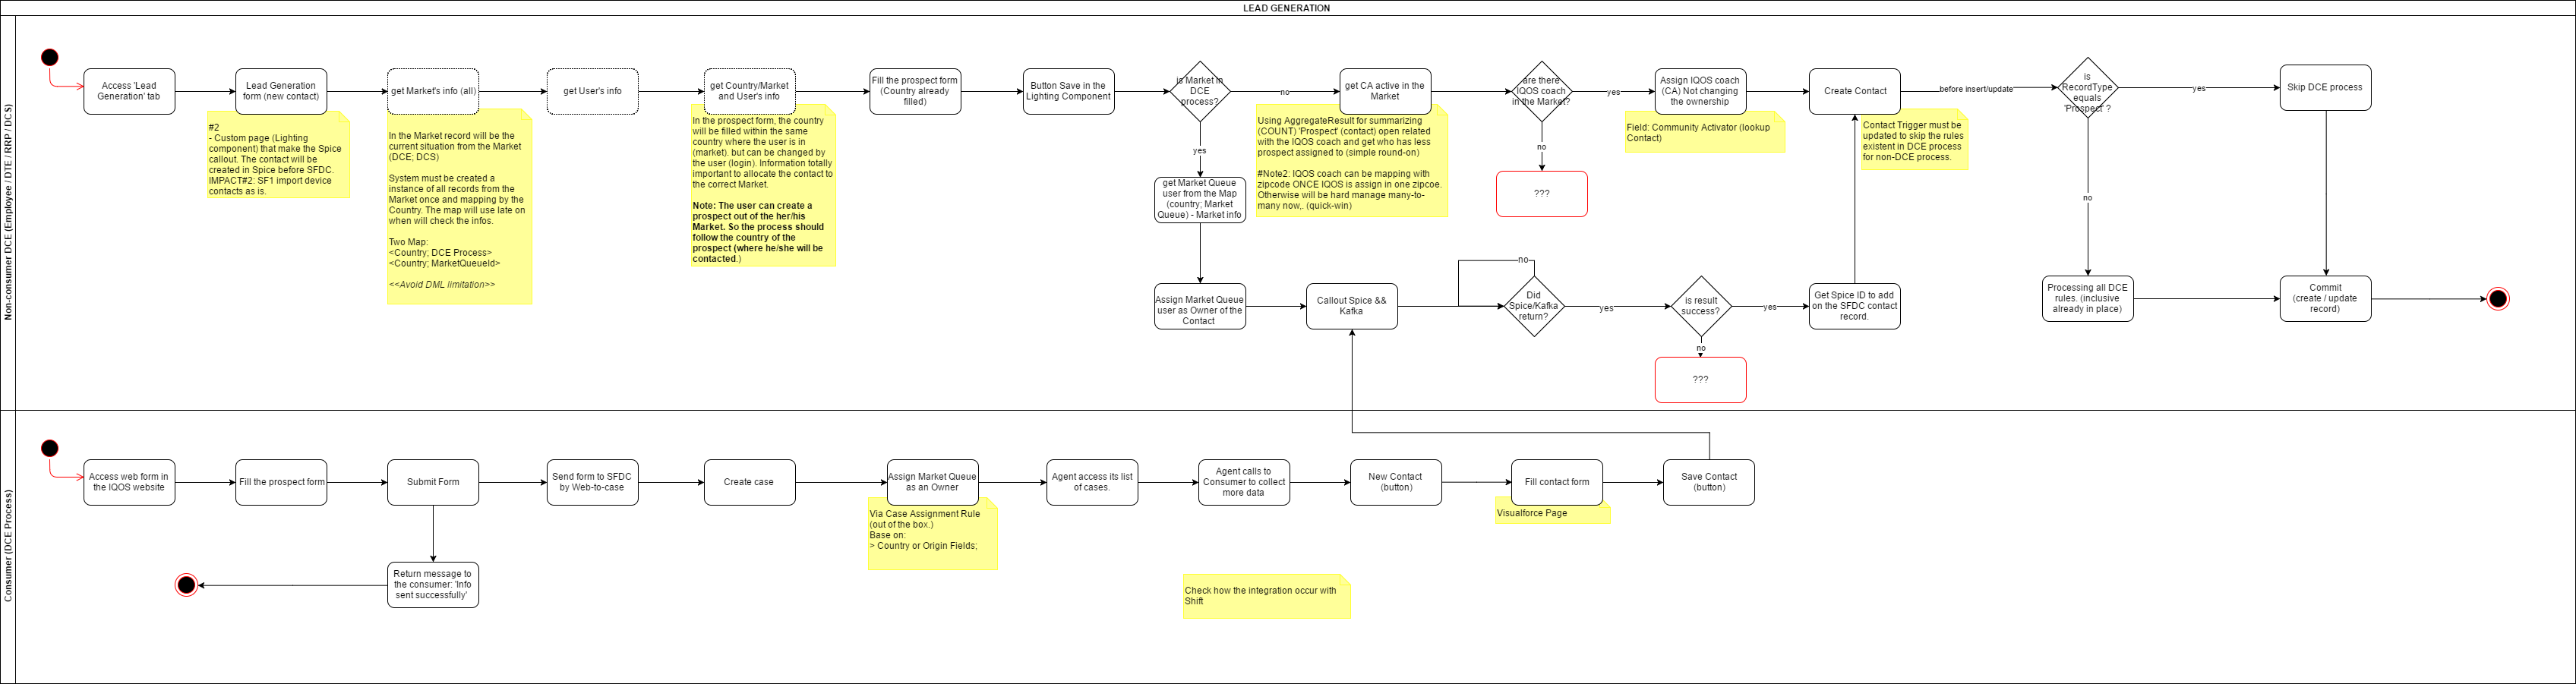 LEAD GENERATION
Non-consumer DCE (Employee / DTE / RRP / DCS)
Access 'Lead
Generation' tab
Lead Generation
form (new contact)
get Market's info (all)
get User's info
get Country/Market
and User's info
Fill the prospect form
(Country already
filled)
Button Save in the
Lighting Component
is Market in
DCE
process?
no
get CA active in the
Market
are there
IQOS coach
in the Market?
yes
Assign IQOS coach
(CA) Not changing
the ownership
Create Contact
before insert/update
is
RecordType
equals
'Prospect' ?
yes
Skip DCE process
#2
- Custom page (Lighting
component) that make the Spice
callout. The contact will be
created in Spice before SFDC.
IMPACT#2: SF1 import device
contacts as is.
In the Market record will be the
current situation from the Market
(DCE; DCS)
System must be created a
instance of all records from the
Market once and mapping by the
Country. The map will use late on
when will check the infos.
Two Map:
<Country; DCE Process>
<Country; MarketQueueId>
<<Avoid DML limitation>>
In the prospect form, the country
will be filled within the same
country where the user is in
(market). but can be changed by
the user (login). Information totally
important to allocate the contact to
the correct Market.
Note: The user can create a
prospect out of the her/his
Market. So the process should
follow the country of the
prospect (where he/she will be
contacted.)
Using AggregateResult for summarizing
(COUNT) 'Prospect' (contact) open related
with the IQOS coach and get who has less
prospect assigned to (simple round-on)
#Note2: IQOS coach can be mapping with
zipcode ONCE IQOS is assign in one zipcoe.
Otherwise will be hard manage many-to-
many now,. (quick-win)
Field: Community Activator (lookup
Contact)
Contact Trigger must be
updated to skip the rules
existent in DCE process
for non-DCE process.
yes
no
no
get Market Queue
user from the Map
(country; Market
Queue) - Market info
???
Assign Market Queue
user as Owner of the
Contact
Callout Spice &&
Kafka
no
Did
Spice/Kafka
return?
yes
is result
success?
yes
Get Spice ID to add
on the SFDC contact
record.
Processing all DCE
rules. (inclusive
already in place)
Commit
(create / update
record)
no
???
Consumer (DCE Process)
Access web form in
the IQOS website
Fill the prospect form
Submit Form
Send form to SFDC
by Web-to-case
Create case
Assign Market Queue
as an Owner
Agent access its list
of cases.
Agent calls to
Consumer to collect
more data
New Contact
(button)
Fill contact form
Save Contact
(button)
Via Case Assignment Rule
(out of the box.)
Base on:
> Country or Origin Fields;
Visualforce Page
Return message to
the consumer: 'Info
sent successfully'
Check how the integration occur with
Shift